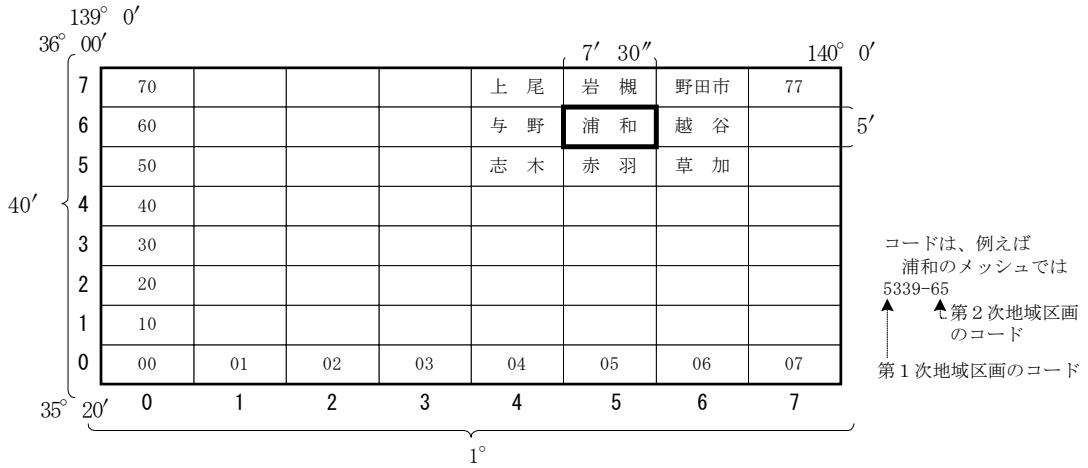 139° 0′
36° 00′
7′ 30″
140° 0′
7 70 上 尾 岩 槻 野田市 77
6 60 与 野 浦 和 越 谷 5′
5 50 志 木 赤 羽 草 加
40′ 4 40
3 30
2 20
1 10
0 00 01 02 03 04 05 06 07
35° 20′ 0 1 2 3 4 5 6 7
1°
コードは、例えば
浦和のメッシュでは
5339-65
第２次地域区画
のコード
第１次地域区画のコード